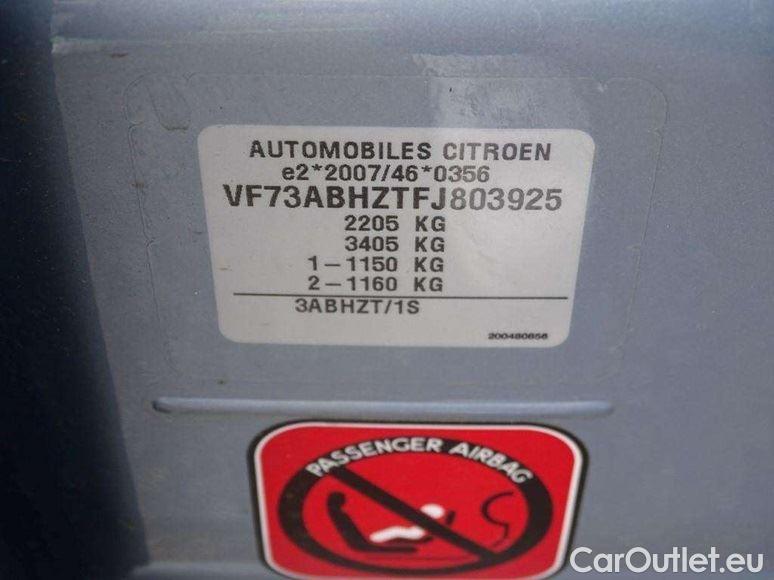 AUTOMOBILES CITROEN
e2*2007/46*0356
VF73ABHZTFJ803925
2205 KG
3405 KG
1-1150 KG
2-1160 KG
3ABHZT/1S
200480856
PASSENGER AIRBAG
CarOutlet.eu